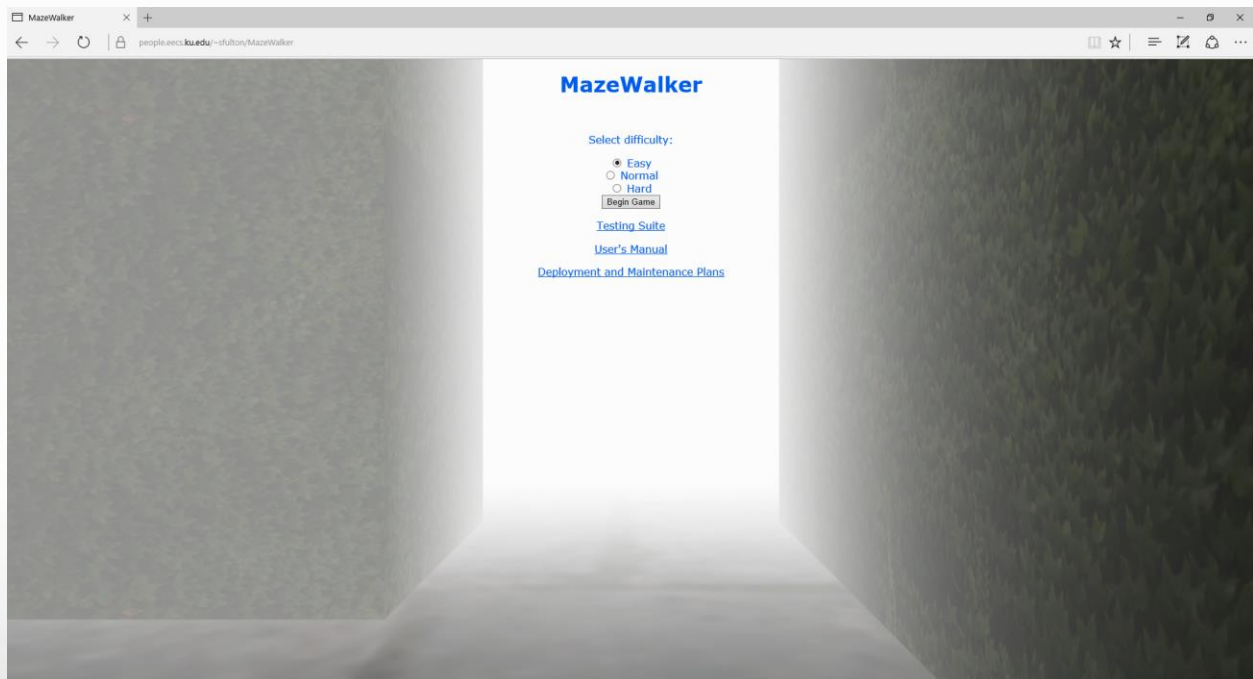 MazeWalker
people.eecs.ku.edu/~sfulton/MazeWalker
MazeWalker
Select difficulty:
Easy
Normal
Hard
Begin Game
Testing Suite
User's Manual
Deployment and Maintenance Plans